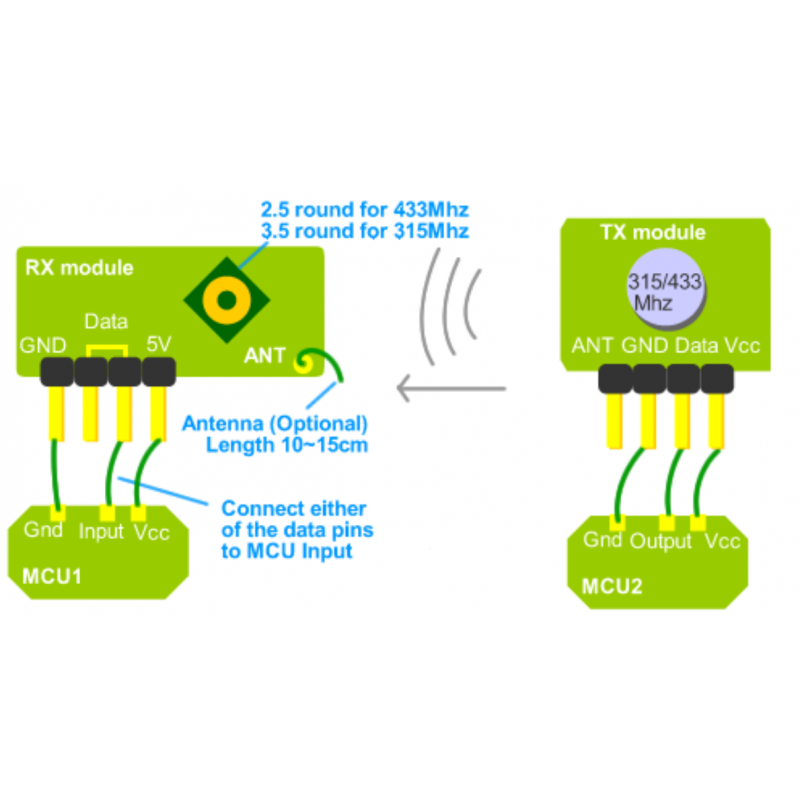 2.5 round for 433Mhz
3.5 round for 315Mhz
RX module
Data
GND
5V
ANT
Antenna (Optional)
Length 10~15cm
Connect either
of the data pins
to MCU Input
Gnd Input Vcc
MCU1
TX module
315/433
Mhz
ANT GND Data Vcc
Gnd Output Vcc
MCU2